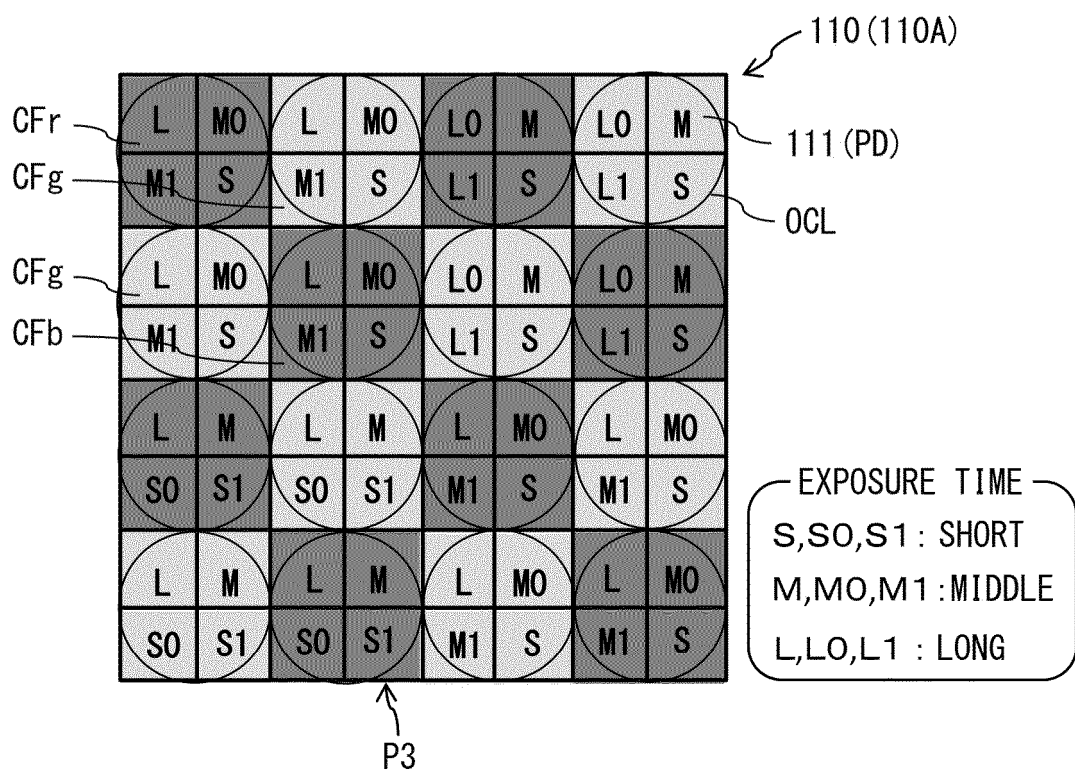 110(110A)
CFr
CFg
CFg
CFb
L M0 L M0 L0 M L0 M
M1 S M1 S L1 S L1 S
L M0 L M0 L0 M L0 M
M1 S M1 S L1 S L1 S
L M L M L M0 L M0
S0 S1 S0 S1 M1 S M1 S
L M L M L M0 L M0
S0 S1 S0 S1 M1 S M1 S
111(PD)
OCL
EXPOSURE TIME
S,S0,S1: SHORT
M,M0,M1:MIDDLE
L,L0,L1: LONG
P3